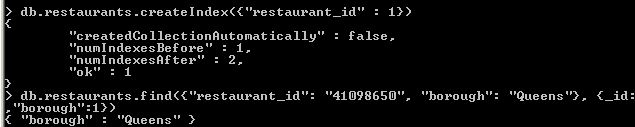 > db.restaurants.createIndex({"restaurant_id" : 1})
{
"createdCollectionAutomatically" : false,
"numIndexesBefore" : 1,
"numIndexesAfter" : 2,
"ok" : 1
}
> db.restaurants.find({"restaurant_id": "41098650", "borough": "Queens"}, {_id:
,"borough":1})
{ "borough" : "Queens" }